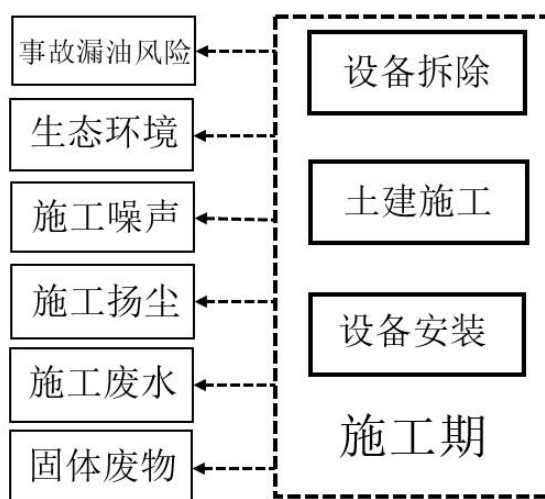 事故漏油风险
生态环境
施工噪声
施工扬尘
施工废水
固体废物
设备拆除
土建施工
设备安装
施工期